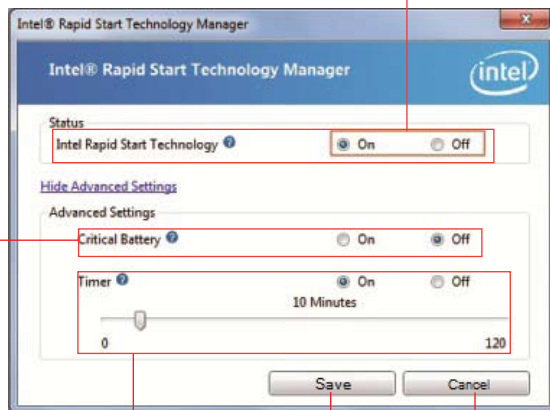 Intel® Rapid Start Technology Manager
Intel® Rapid Start Technology Manager
intel
Status
Intel Rapid Start Technology ? On Off
Hide Advanced Settings
Advanced Settings
Critical Battery ? On Off
Timer ? On Off
10 Minutes
0 120
Save Cancel